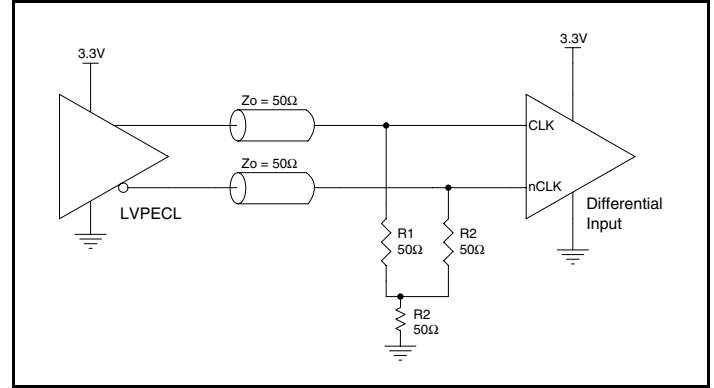 3.3V
3.3V
Zo = 50Ω
CLK
Zo = 50Ω
nCLK
LVPECL
Differential
Input
R1
50Ω
R2
50Ω
R2
50Ω